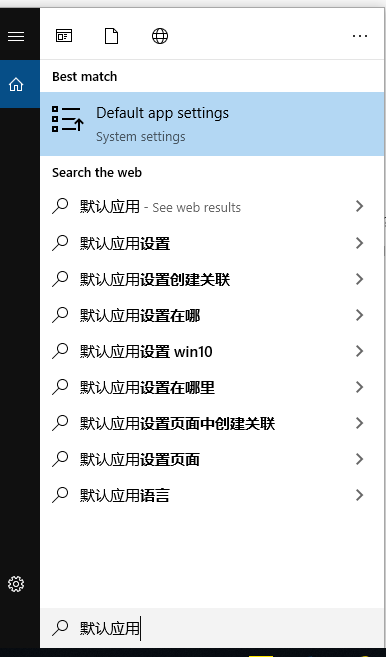 Best match
Default app settings
System settings
Search the web
默认应用 - See web results
默认应用设置
默认应用设置创建关联
默认应用设置在哪
默认应用设置 win10
默认应用设置在哪里
默认应用设置页面中创建关联
默认应用设置页面
默认应用语言
默认应用